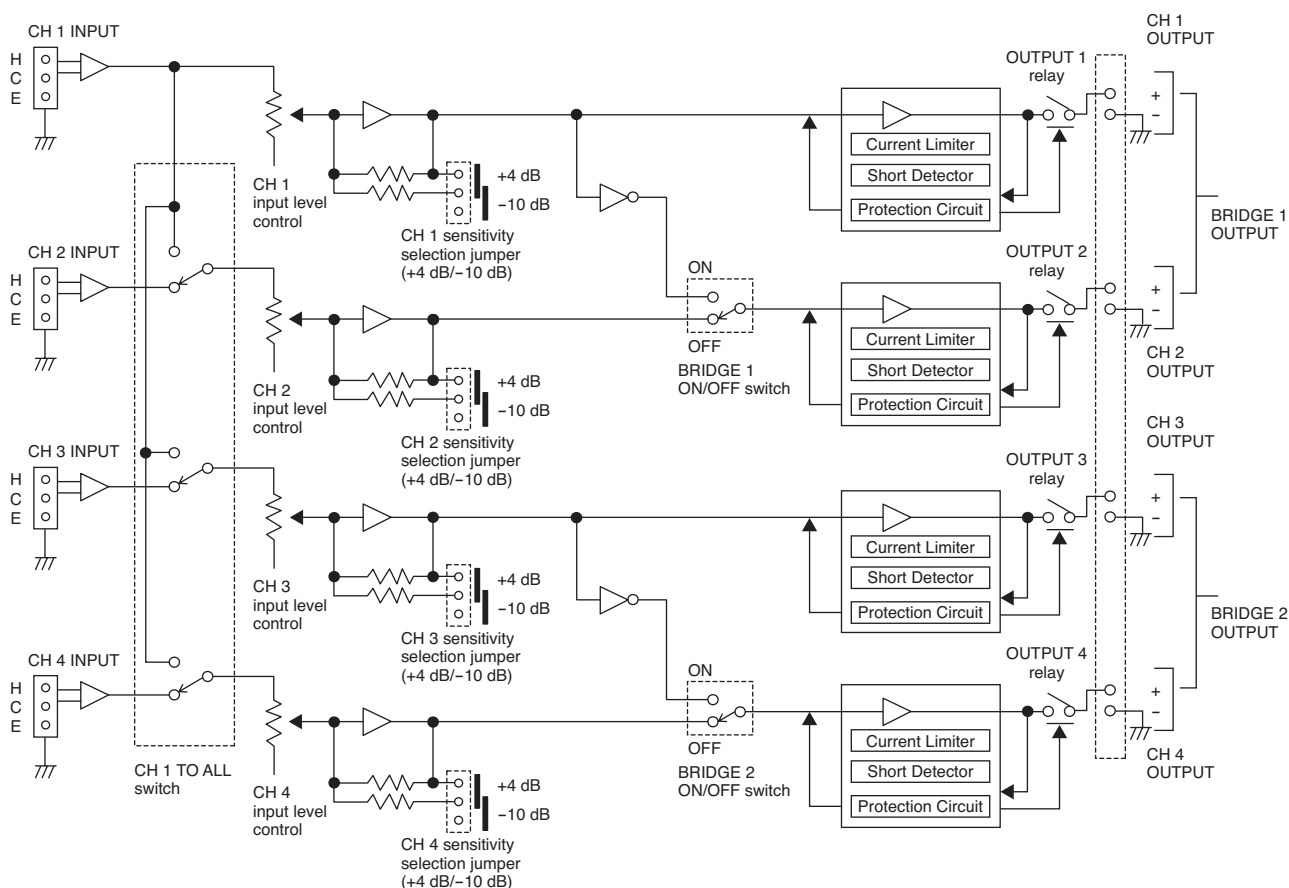 CH 1 INPUT
H
C
E
CH 1
input level
control
+4 dB
−10 dB
CH 1 sensitivity
selection jumper
(+4 dB/−10 dB)
Current Limiter
Short Detector
Protection Circuit
OUTPUT 1
relay
CH 1
OUTPUT
+
−
BRIDGE 1
OUTPUT
CH 2 INPUT
H
C
E
CH 2
input level
control
+4 dB
−10 dB
CH 2 sensitivity
selection jumper
(+4 dB/−10 dB)
ON
OFF
BRIDGE 1
ON/OFF switch
Current Limiter
Short Detector
Protection Circuit
OUTPUT 2
relay
+
−
CH 2
OUTPUT
CH 3 INPUT
H
C
E
CH 3
input level
control
+4 dB
−10 dB
CH 3 sensitivity
selection jumper
(+4 dB/−10 dB)
Current Limiter
Short Detector
Protection Circuit
OUTPUT 3
relay
CH 3
OUTPUT
+
−
BRIDGE 2
OUTPUT
CH 4 INPUT
H
C
E
CH 1 TO ALL
switch
CH 4
input level
control
+4 dB
−10 dB
CH 4 sensitivity
selection jumper
(+4 dB/−10 dB)
ON
OFF
BRIDGE 2
ON/OFF switch
Current Limiter
Short Detector
Protection Circuit
OUTPUT 4
relay
+
−
CH 4
OUTPUT